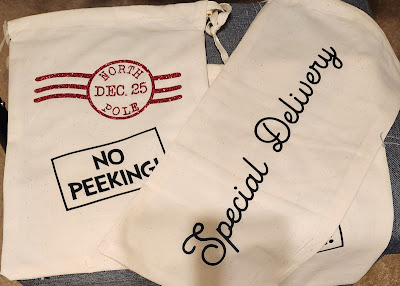 NORTH
DEC. 25
POLE
NO
PEEKING!
Special Delivery